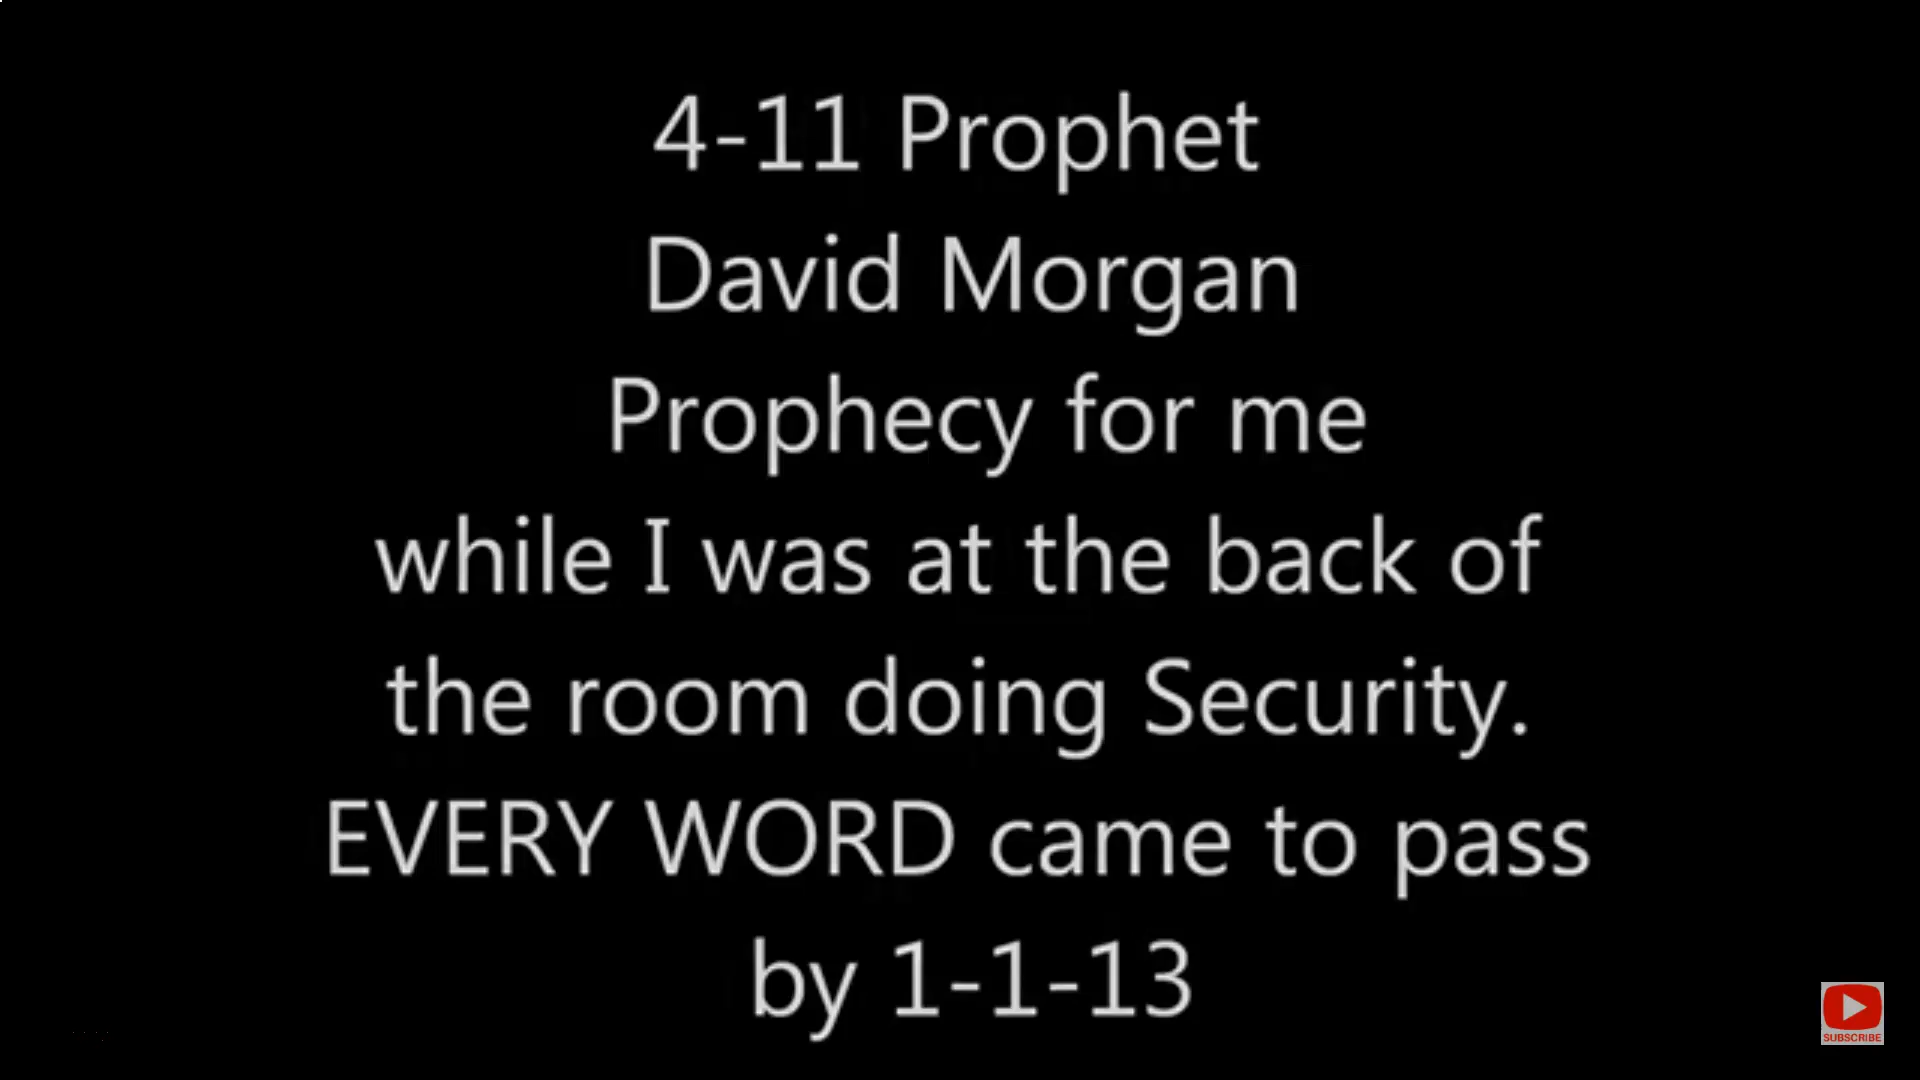 4-11 Prophet
David Morgan
Prophecy for me
while I was at the back of
the room doing Security.
EVERY WORD came to pass
by 1-1-13
SUBSCRIBE